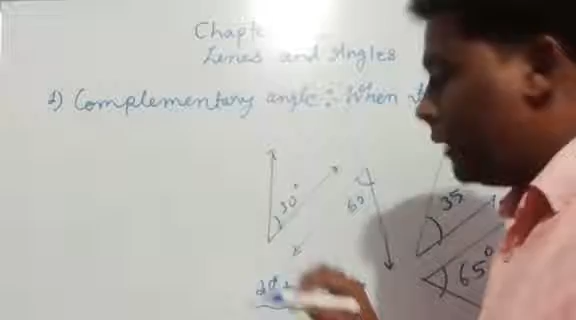 Chapte
Lines and Angles
1) Complementary angle :- When
30°
60
35
65°